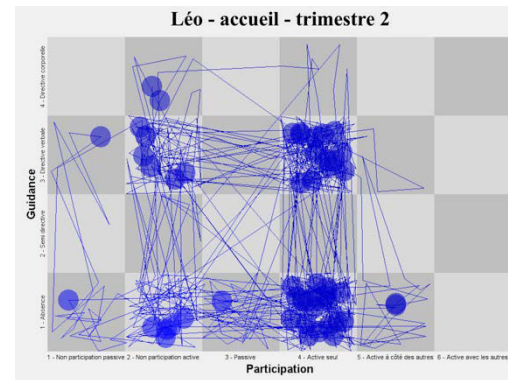 Léo - accueil - trimestre 2
4 - Directive corporelle
3 - Directive verbale
2 - Semi directive
1 - Absence
Guidance
1 - Non participation passive
2 - Non participation active
3 - Passive
4 - Active seul
5 - Active à côté des autres
6 - Active avec les autres
Participation